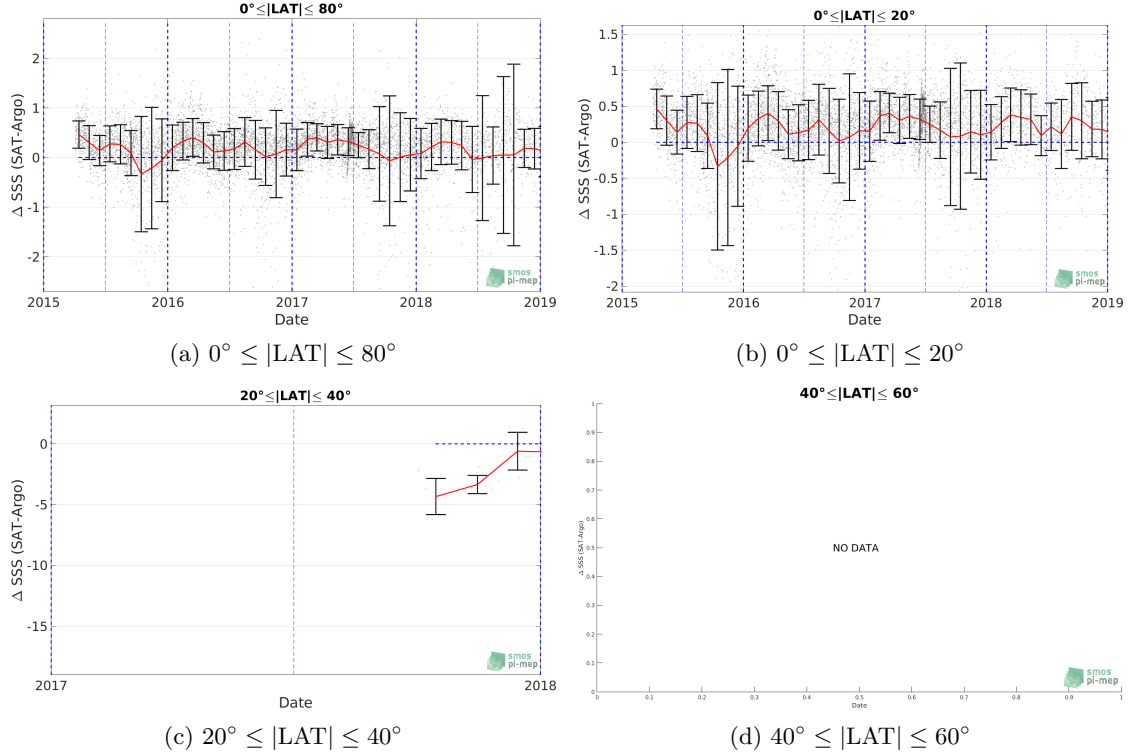 0°≤|LAT|≤ 80°
Δ SSS (SAT-Argo)
2
1
0
-1
-2
2015 2016 2017 2018 2019
Date
smos
pi-mep
(a) 0° ≤ |LAT| ≤ 80°
0°≤|LAT|≤ 20°
Δ SSS (SAT-Argo)
1.5
1
0.5
0
-0.5
-1
-1.5
-2
2015 2016 2017 2018 2019
Date
smos
pi-mep
(b) 0° ≤ |LAT| ≤ 20°
20°≤|LAT|≤ 40°
Δ SSS (SAT-Argo)
0
-5
-10
-15
2017 2018
Date
smos
pi-mep
(c) 20° ≤ |LAT| ≤ 40°
40°≤|LAT|≤ 60°
Δ SSS (SAT-Argo)
1
0.9
0.8
0.7
0.6
0.5
0.4
0.3
0.2
0.1
0
NO DATA
0 0.1 0.2 0.3 0.4 0.5 0.6 0.7 0.8 0.9 1
Date
smos
pi-mep
(d) 40° ≤ |LAT| ≤ 60°